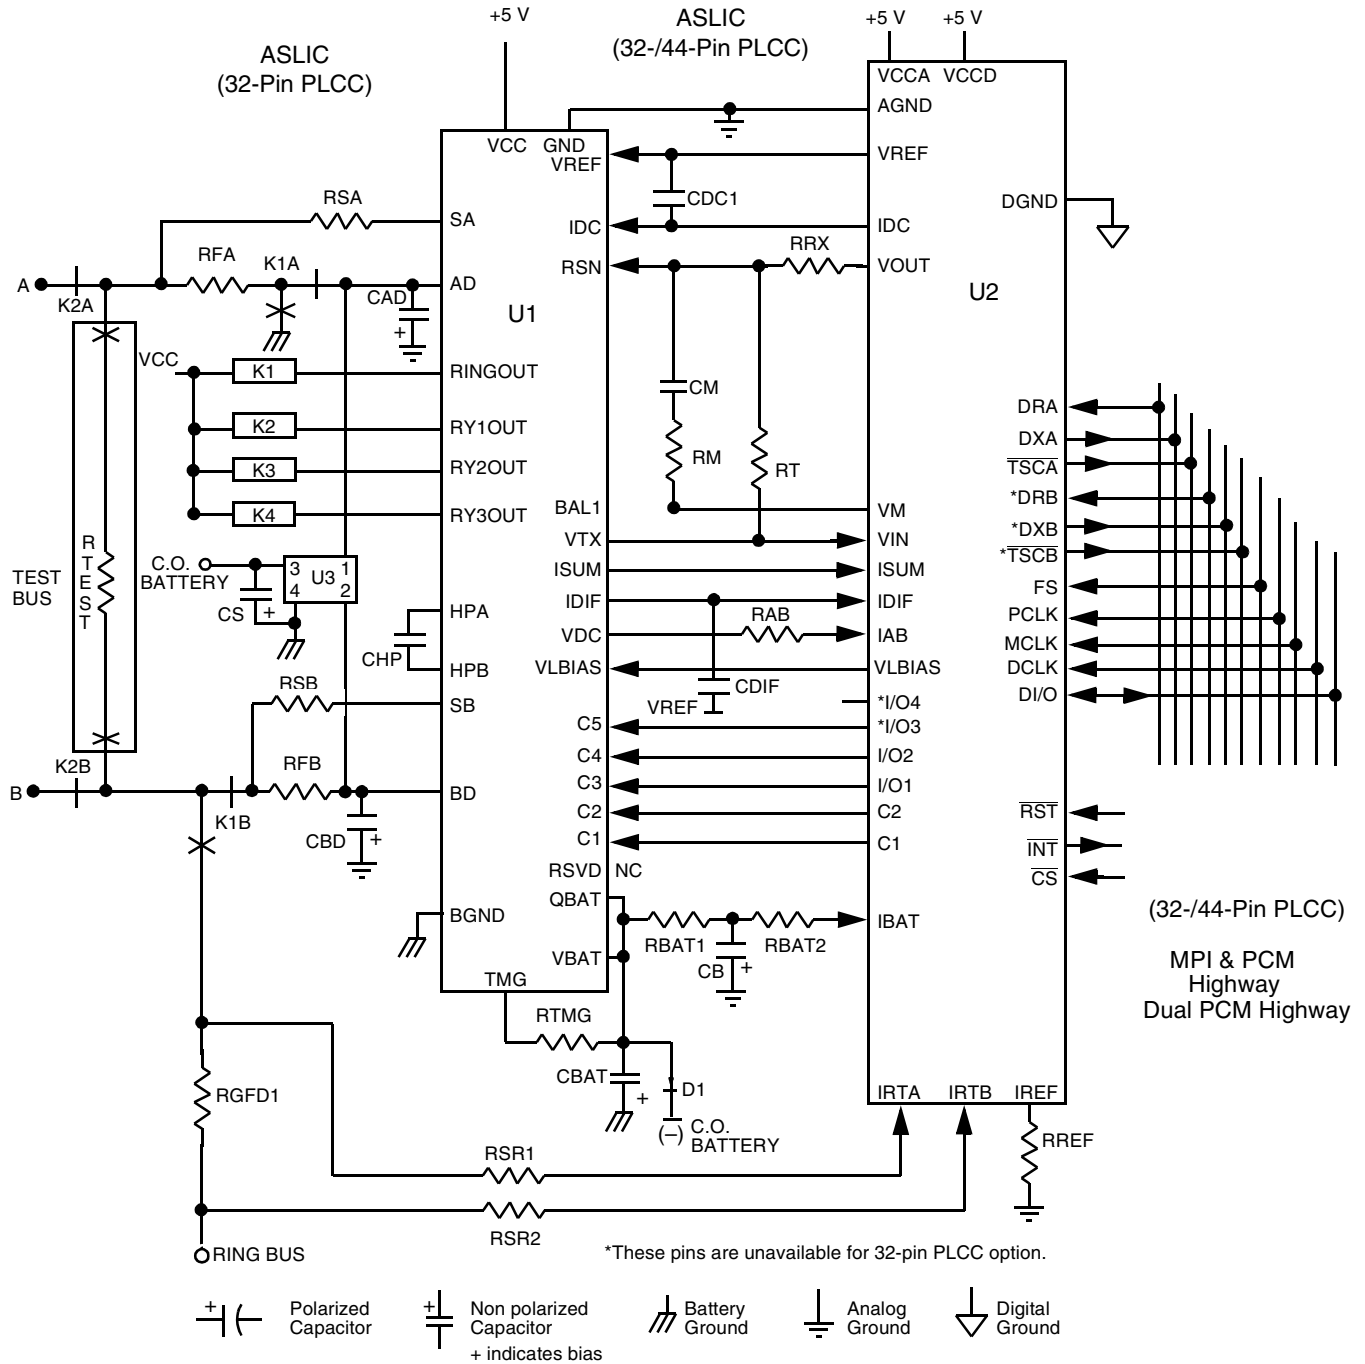 +5 V
ASLIC
(32-/44-Pin PLCC)
+5 V
+5 V
ASLIC
(32-Pin PLCC)
VCCA
VCCD
AGND
VCC
GND
VREF
VREF
CDC1
DGND
RSA
SA
IDC
IDC
RRX
RFA
K1A
RSN
VOUT
A
K2A
CAD
+
AD
U1
U2
VCC
K1
RINGOUT
CM
DRA
K2
RY1OUT
DXA
RM
RT
K3
RY2OUT
TSCA
*DRB
K4
RY3OUT
BAL1
VM
*DXB
VTX
VIN
*TSCB
RTEST
TEST
BUS
C.O.
BATTERY
3
1
U3
4
2
CS
+
ISUM
ISUM
FS
IDIF
IDIF
HPA
RAB
PCLK
VDC
IAB
MCLK
CHP
HPB
VLBIAS
VLBIAS
DCLK
RSB
CDIF
VREF
*I/O4
DI/O
SB
C5
*I/O3
RFB
C4
I/O2
K2B
C3
I/O1
B
K1B
BD
C2
C2
RST
CBD
+
C1
C1
INT
RSVD
NC
CS
QBAT
BGND
IBAT
RBAT1
RBAT2
(32-/44-Pin PLCC)
VBAT
CB
+
MPI & PCM
Highway
Dual PCM Highway
TMG
RTMG
CBAT
+
D1
RGFD1
(–)
C.O.
BATTERY
IRTA
IRTB
IREF
RREF
RSR1
RSR2
RING BUS
*These pins are unavailable for 32-pin PLCC option.
+
Polarized
Capacitor
+
Non polarized
Capacitor
+ indicates bias
Battery
Ground
Analog
Ground
Digital
Ground